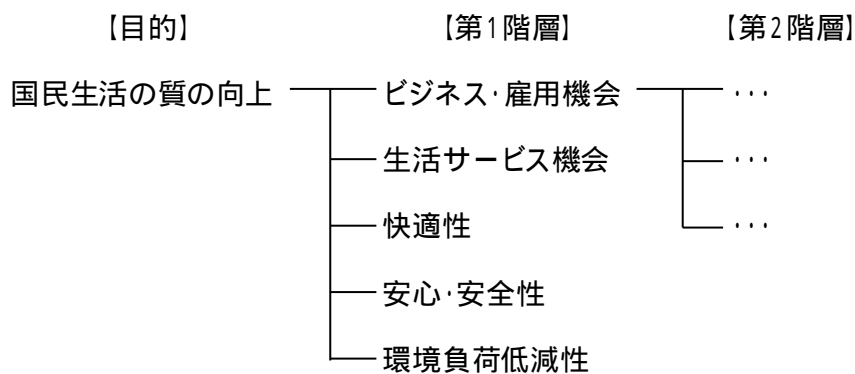 【目的】 【第1階層】 【第2階層】
国民生活の質の向上 ビジネス・雇用機会 ・・・
生活サービス機会 ・・・
快適性 ・・・
安心・安全性
環境負荷低減性